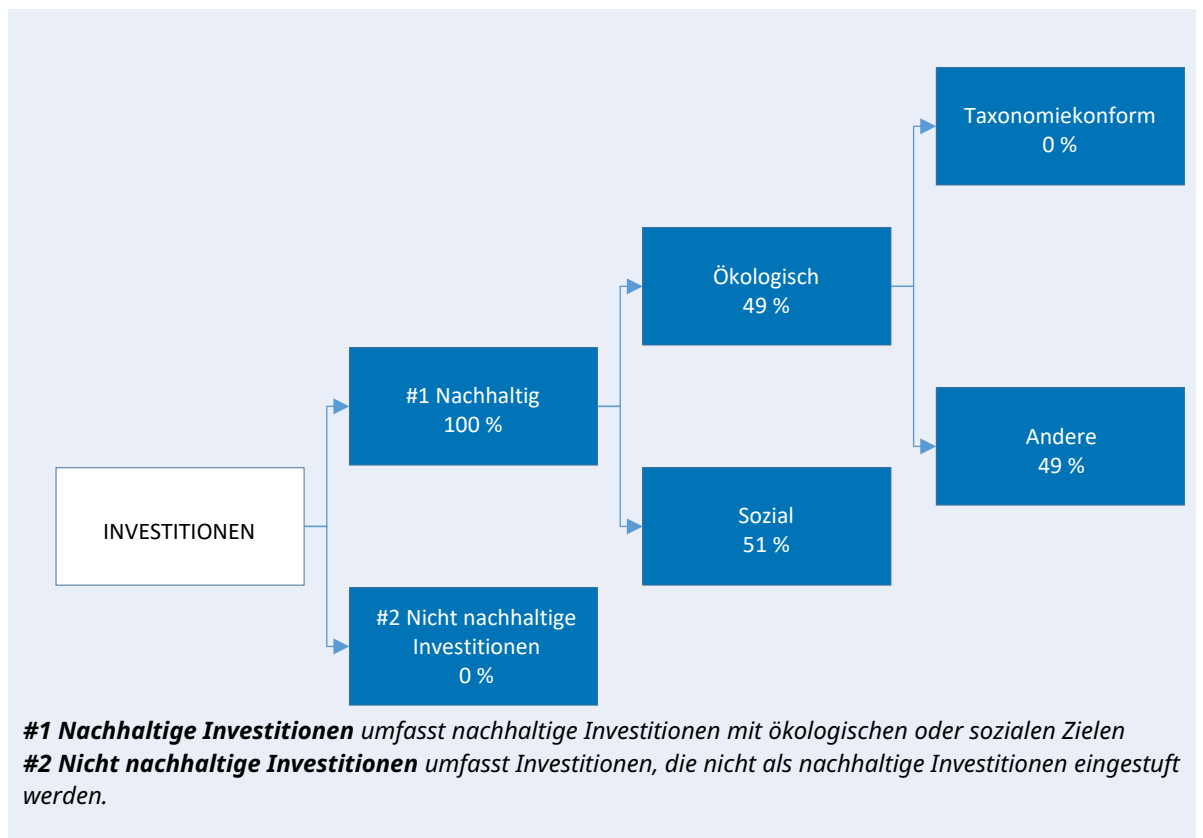 Taxonomiekonform
0 %
Ökologisch
49 %
#1 Nachhaltig
100 %
Andere
49 %
Sozial
51 %
INVESTITIONEN
#2 Nicht nachhaltige
Investitionen
0 %
#1 Nachhaltige Investitionen umfasst nachhaltige Investitionen mit ökologischen oder sozialen Zielen
#2 Nicht nachhaltige Investitionen umfasst Investitionen, die nicht als nachhaltige Investitionen eingestuft
werden.